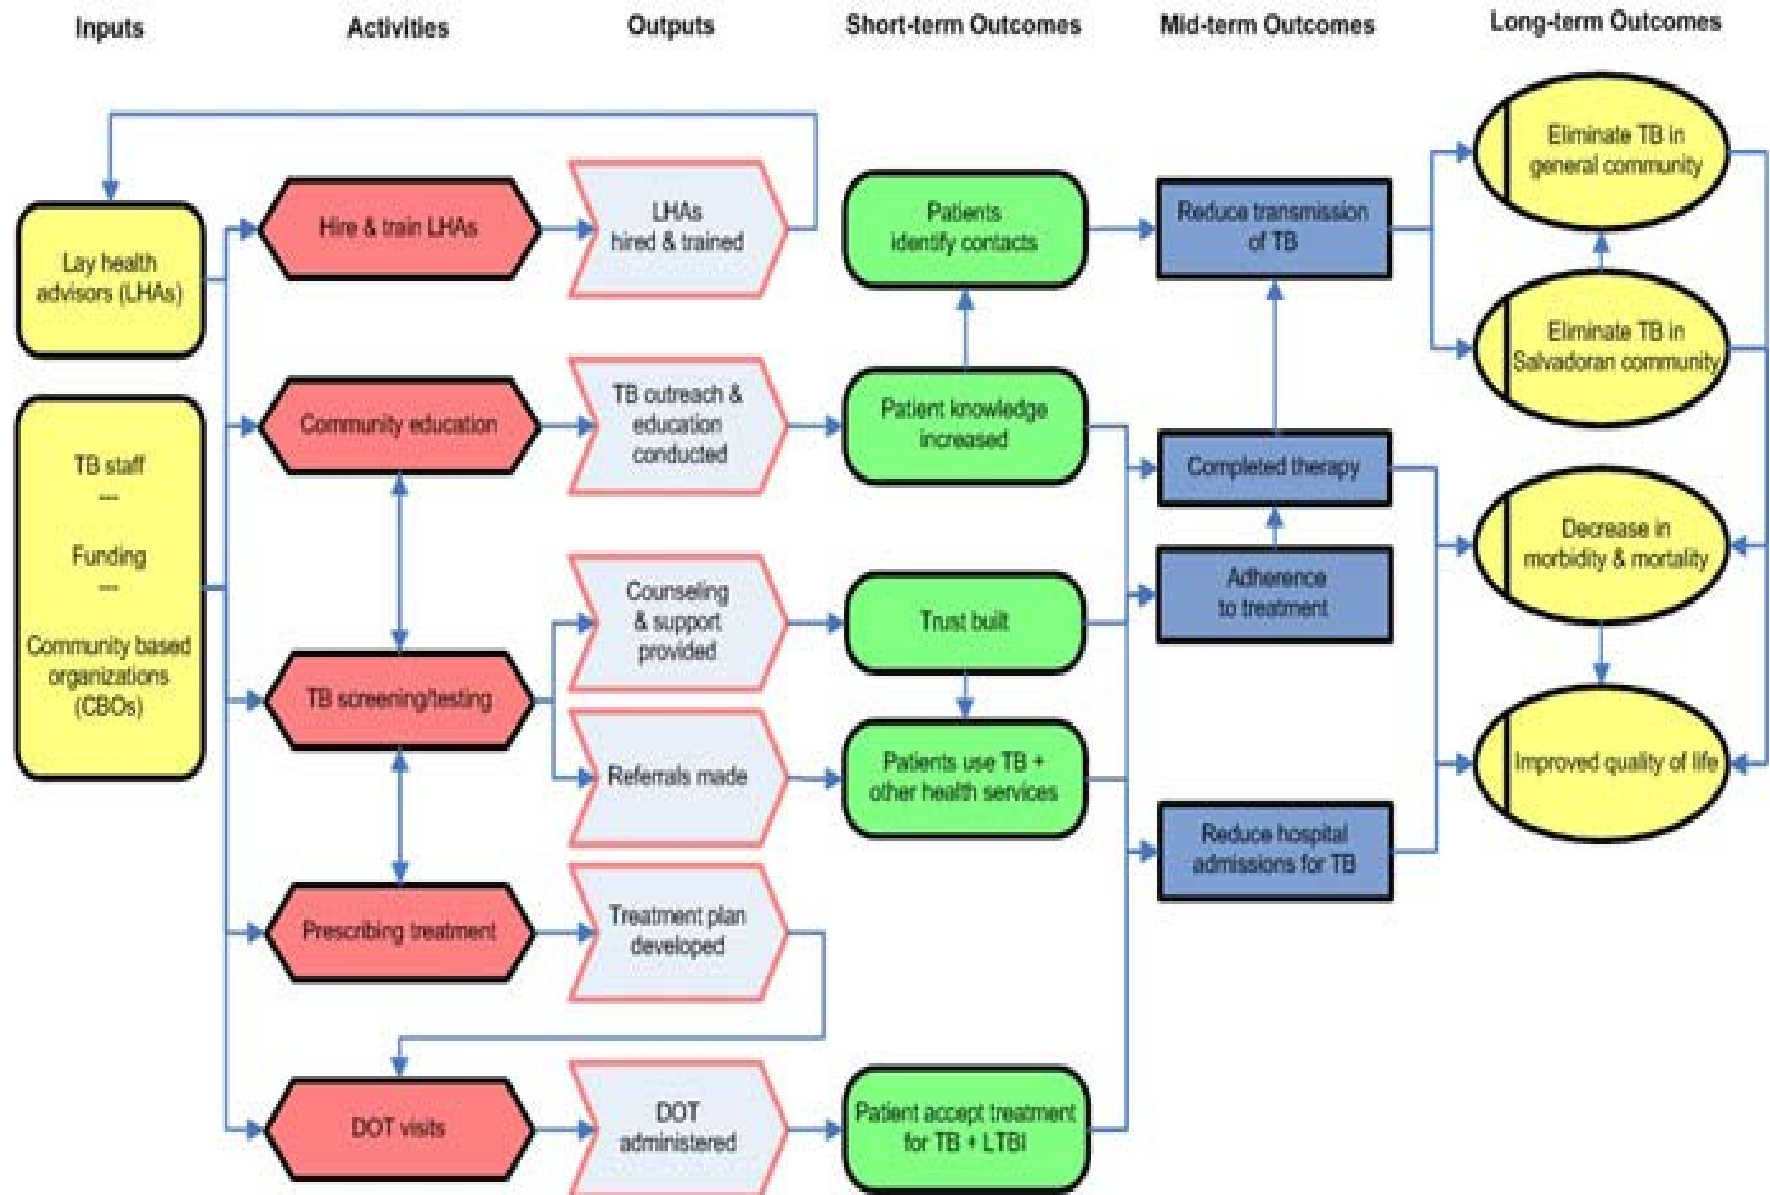 Inputs
Activities
Outputs
Short-term Outcomes
Mid-term Outcomes
Long-term Outcomes
Lay health
advisors (LHAs)
TB staff
---
Funding
---
Community based
organizations
(CBOs)
Hire & train LHAs
Community education
TB screening/testing
Prescribing treatment
DOT visits
LHAs
hired & trained
TB outreach &
education
conducted
Counseling
& support
provided
Referrals made
Treatment plan
developed
DOT
administered
Patients
identify contacts
Patient knowledge
increased
Trust built
Patients use TB +
other health services
Patient accept treatment
for TB + LTBI
Reduce transmission
of TB
Completed therapy
Adherence
to treatment
Reduce hospital
admissions for TB
Eliminate TB in
general community
Eliminate TB in
Salvadoran community
Decrease in
morbidity & mortality
Improved quality of life